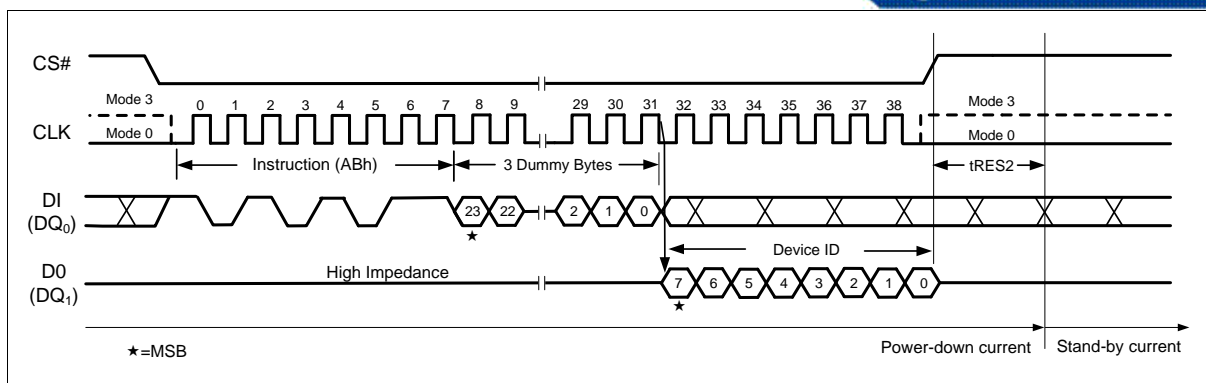 CS#
Mode 3
0 1 2 3 4 5 6 7 8 9 29 30 31 32 33 34 35 36 37 38
Mode 3
CLK
Mode 0
Mode 0
Instruction (ABh)
3 Dummy Bytes
tRES2
DI
(DQ0)
23 22 2 1 0
★
Device ID
D0
(DQ1)
High Impedance
7 6 5 4 3 2 1 0
★
★=MSB
Power-down current
Stand-by current